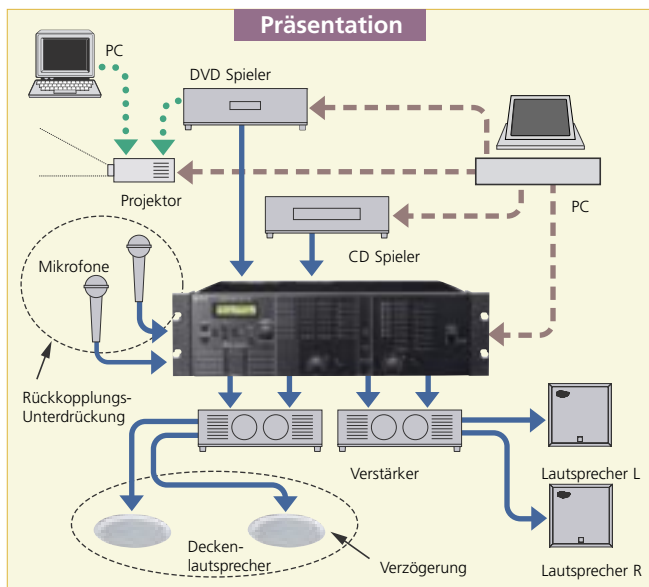 Präsentation
PC
DVD Spieler
Projektor
PC
CD Spieler
Mikrofone
Rückkopplungs-
Unterdrückung
Verstärker
Lautsprecher L
Decken-
lautsprecher
Verzögerung
Lautsprecher R